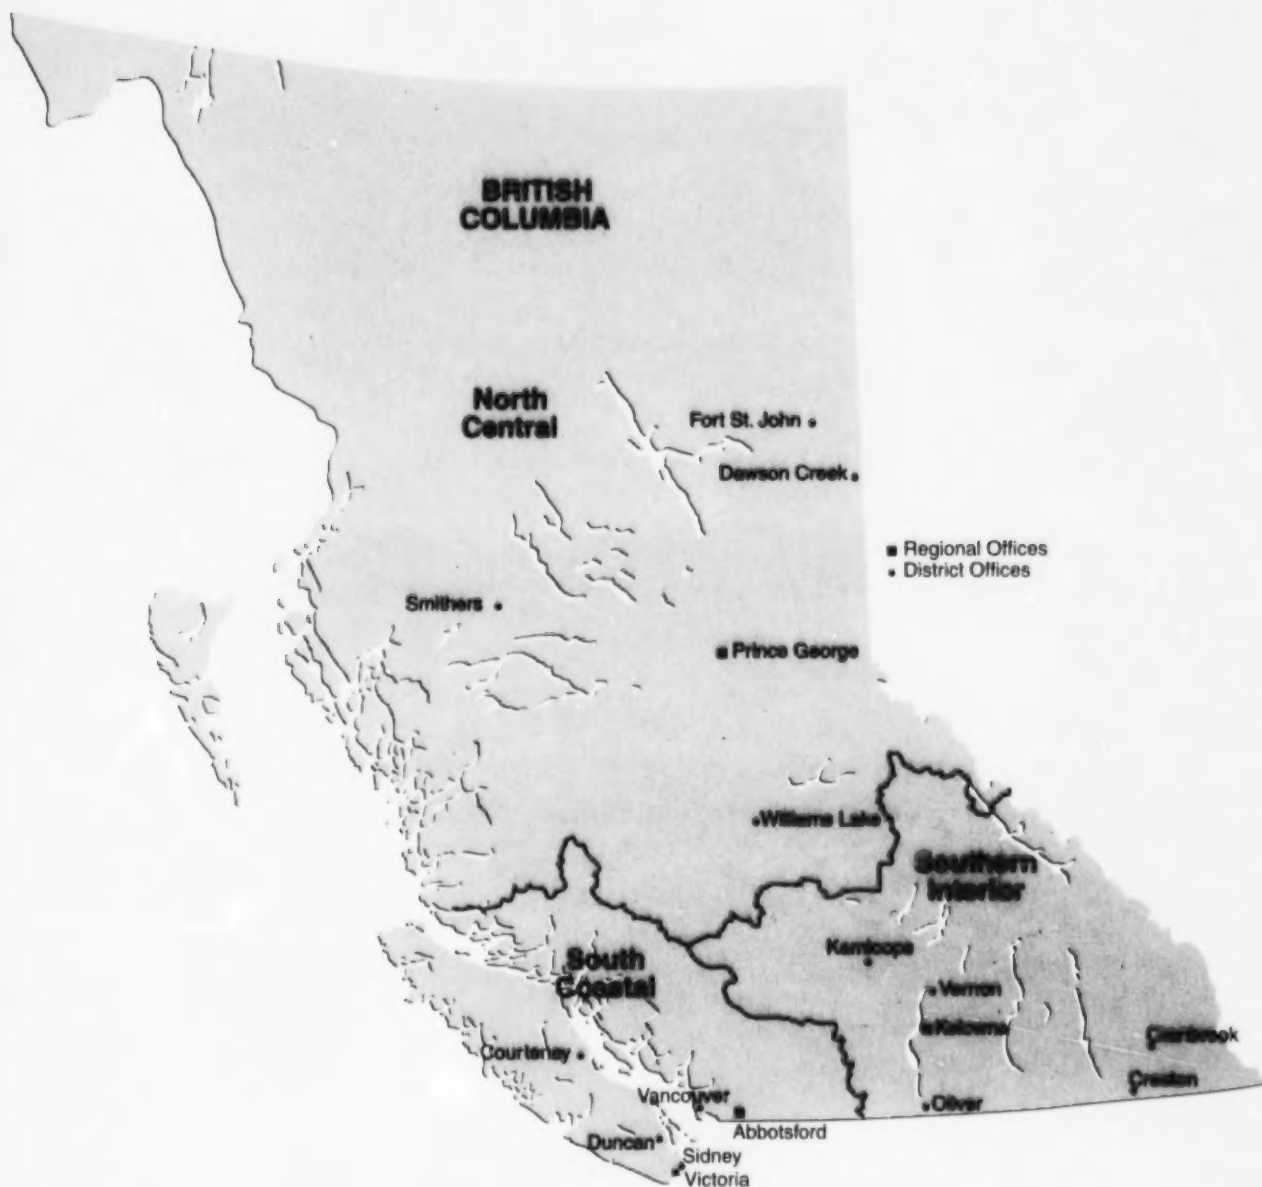 BRITISH
COLUMBIA
North
Central
Fort St. John
Dawson Creek
Regional Offices
District Offices
Smithers
Prince George
Williams Lake
Southern
Interior
Kamloops
South
Coastal
Vernon
Kelowna
Cranbrook
Courtenay
Creston
Vancouver
Oliver
Abbotsford
Duncan
Sidney
Victoria